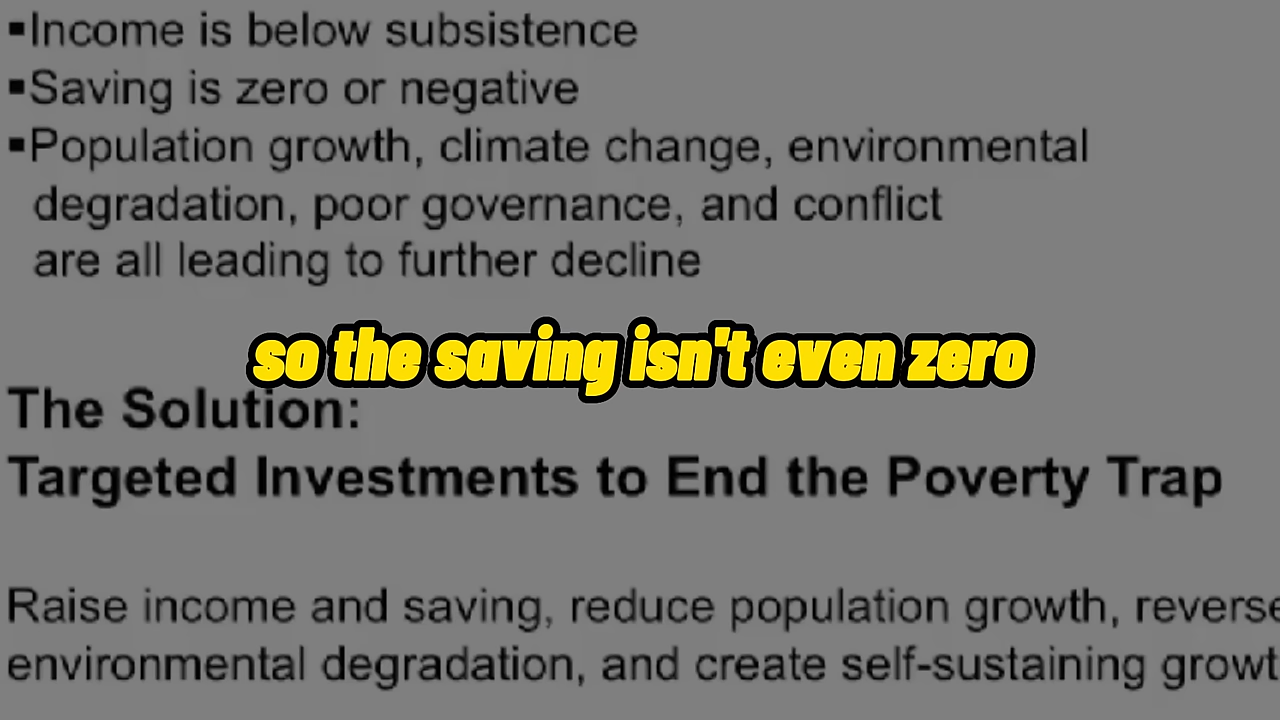 ▪Income is below subsistence
▪Saving is zero or negative
▪Population growth, climate change, environmental
degradation, poor governance, and conflict
are all leading to further decline
so the saving isn't even zero
The Solution:
Targeted Investments to End the Poverty Trap
Raise income and saving, reduce population growth, reverse
environmental degradation, and create self-sustaining growt